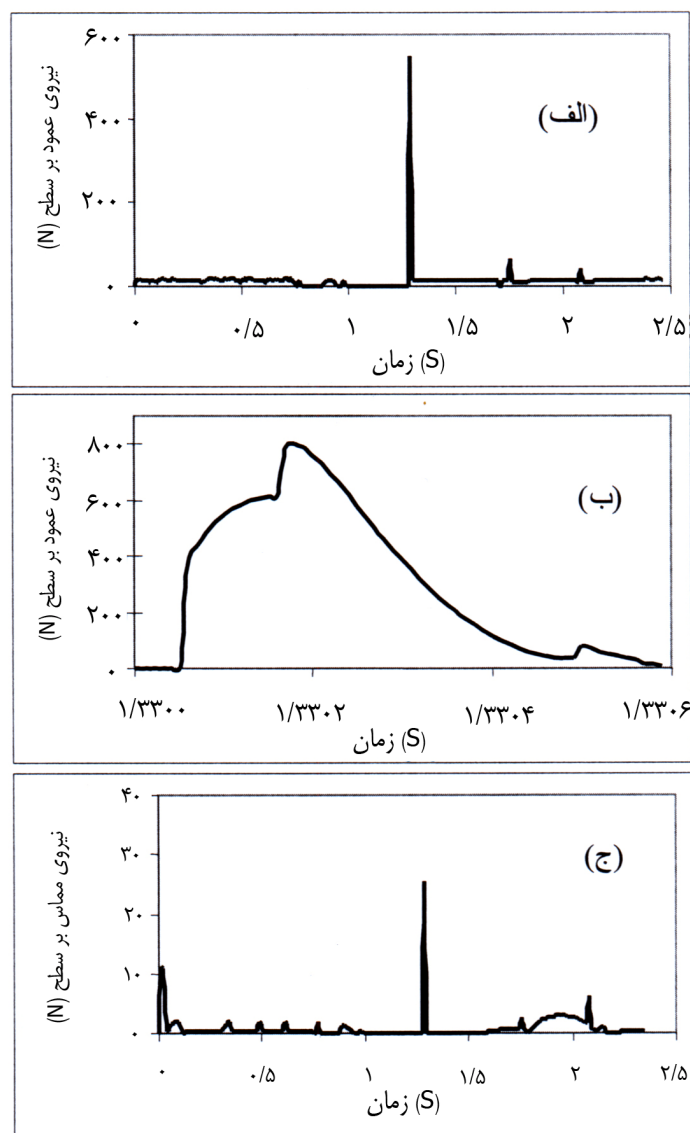 ۶۰۰
۴۰۰
۲۰۰
۰
نیروی عمود بر سطح (N)
(الف)
۰ ۰/۵ ۱ ۱/۵ ۲ ۲/۵
زمان (S)
۸۰۰
۶۰۰
۴۰۰
۲۰۰
۰
نیروی عمود بر سطح (N)
(ب)
۱/۳۳۰۰ ۱/۳۳۰۲ ۱/۳۳۰۴ ۱/۳۳۰۶
زمان (S)
۴۰
۳۰
۲۰
۱۰
۰
نیروی مماس بر سطح (N)
(ج)
۰ ۰/۵ ۱ ۱/۵ ۲ ۲/۵
زمان (S)